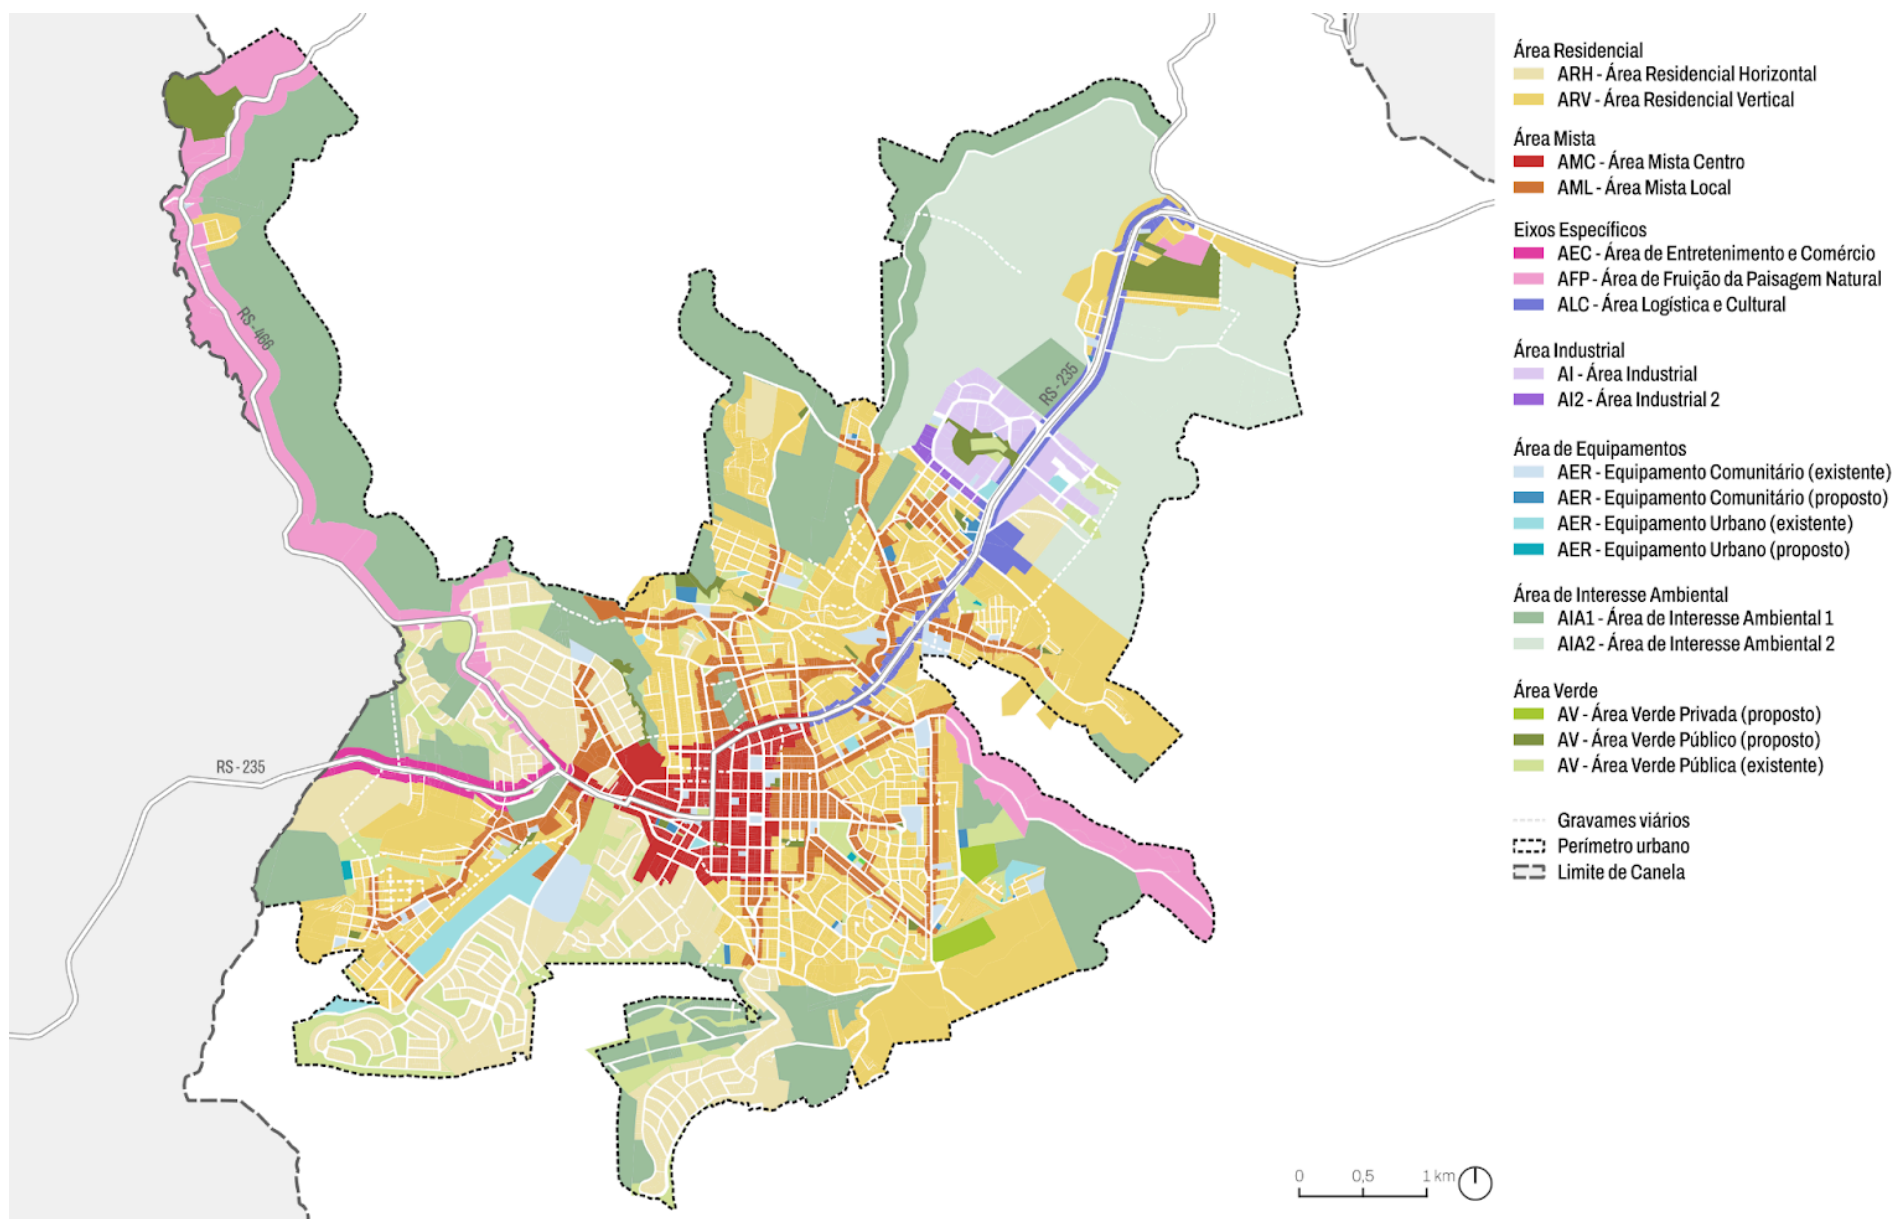 Área Residencial
ARH - Área Residencial Horizontal
ARV - Área Residencial Vertical
Área Mista
AMC - Área Mista Centro
AML - Área Mista Local
Eixos Específicos
AEC - Área de Entretenimento e Comércio
AFP - Área de Fruição da Paisagem Natural
ALC - Área Logística e Cultural
Área Industrial
AI - Área Industrial
AI2 - Área Industrial 2
Área de Equipamentos
AER - Equipamento Comunitário (existente)
AER - Equipamento Comunitário (proposto)
AER - Equipamento Urbano (existente)
AER - Equipamento Urbano (proposto)
Área de Interesse Ambiental
AIA1 - Área de Interesse Ambiental 1
AIA2 - Área de Interesse Ambiental 2
Área Verde
AV - Área Verde Privada (proposto)
AV - Área Verde Público (proposto)
AV - Área Verde Pública (existente)
Gravames viários
Perímetro urbano
Limite de Canela
RS - 466
RS - 235
RS - 235
0 0,5 1 km